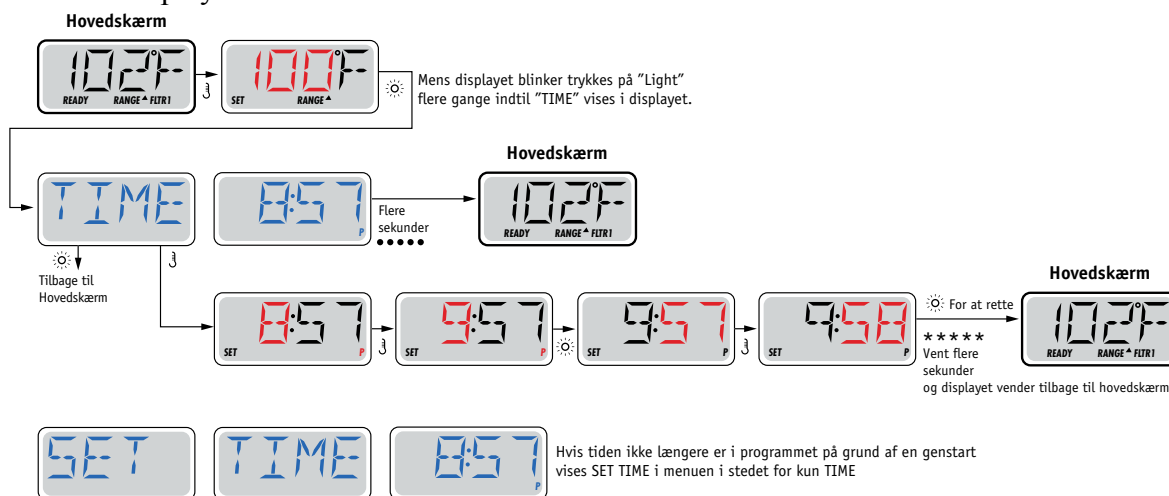 Hovedskærm
102°F
READY RANGE FLTR1
100°F
SET RANGE
Mens displayet blinker trykkes på "Light"
flere gange indtil "TIME" vises i displayet.
TIME
Tilbage til
Hovedskærm
8:57
P
Flere
sekunder
Hovedskærm
102°F
READY RANGE FLTR1
8:57
SET P
9:57
SET P
9:57
SET P
9:58
SET P
For at rette
*****
Vent flere
sekunder
og displayet vender tilbage til hovedskærm
Hovedskærm
102°F
READY RANGE FLTR1
SET
TIME
8:57
P
Hvis tiden ikke længere er i programmet på grund af en genstart
vises SET TIME i menuen i stedet for kun TIME